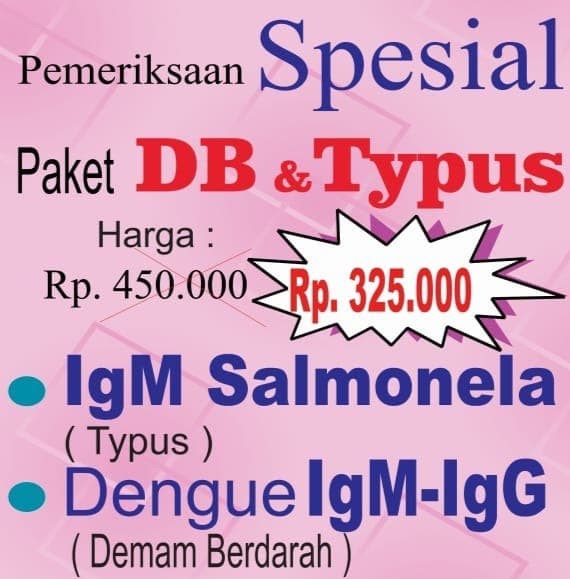 Pemeriksaan Spesial
Paket DB & Typus
Harga :
Rp. 450.000
Rp. 325.000
IgM Salmonela
( Typus )
Dengue IgM-IgG
( Demam Berdarah )